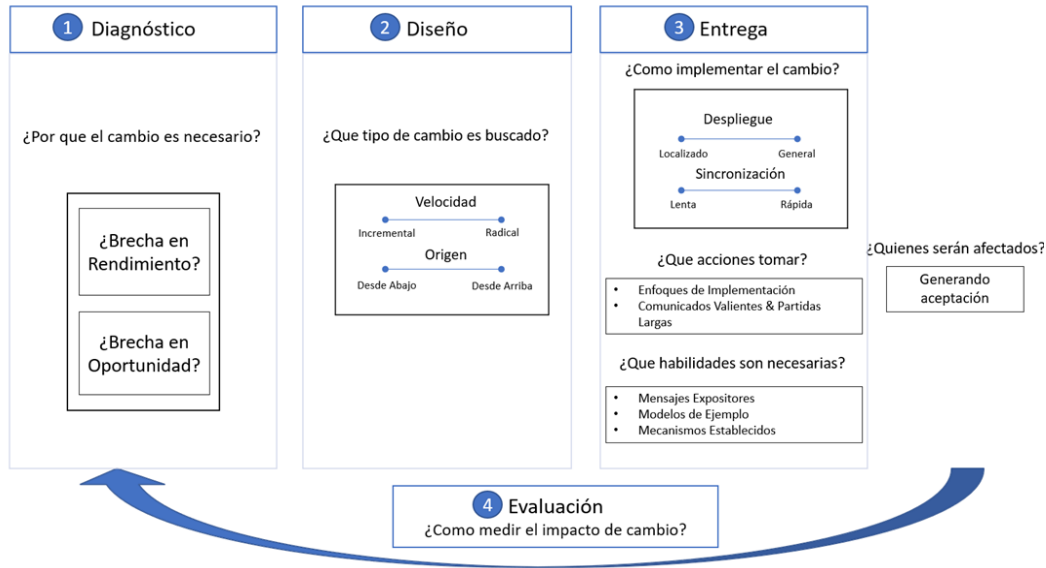 1 Diagnóstico
¿Por que el cambio es necesario?
¿Brecha en
Rendimiento?
¿Brecha en
Oportunidad?
2 Diseño
¿Que tipo de cambio es buscado?
Velocidad
Incremental Radical
Origen
Desde Abajo Desde Arriba
3 Entrega
¿Como implementar el cambio?
Despliegue
Localizado General
Sincronización
Lenta Rápida
¿Que acciones tomar?
• Enfoques de Implementación
• Comunicados Valientes & Partidas
Largas
¿Que habilidades son necesarias?
• Mensajes Expositores
• Modelos de Ejemplo
• Mecanismos Establecidos
¿Quienes serán afectados?
Generando
aceptación
4 Evaluación
¿Como medir el impacto de cambio?